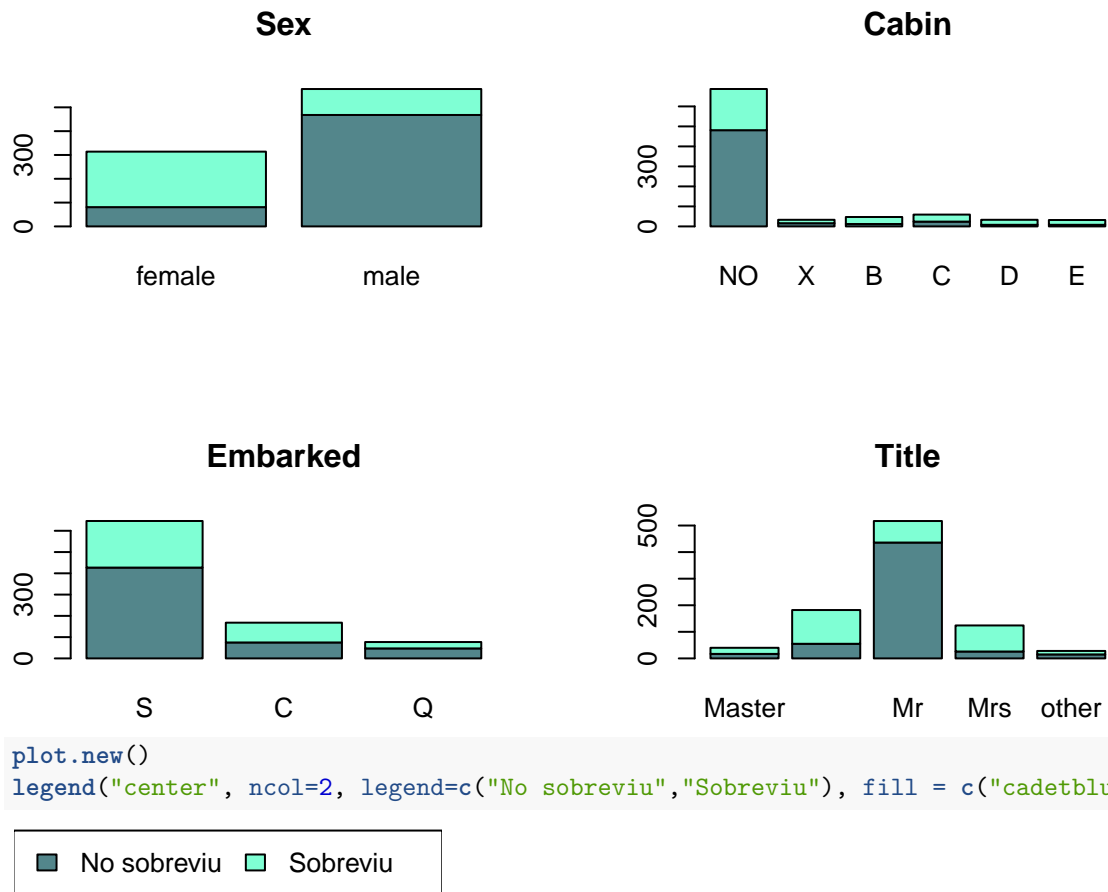 Sex
Cabin
300
0
female male
300
0
NO X B C D E
Embarked
Title
300
0
S C Q
500
200
0
Master Mr Mrs other
plot.new()
legend("center", ncol=2, legend=c("No sobreviu","Sobreviu"), fill = c("cadetblu
No sobreviu Sobreviu